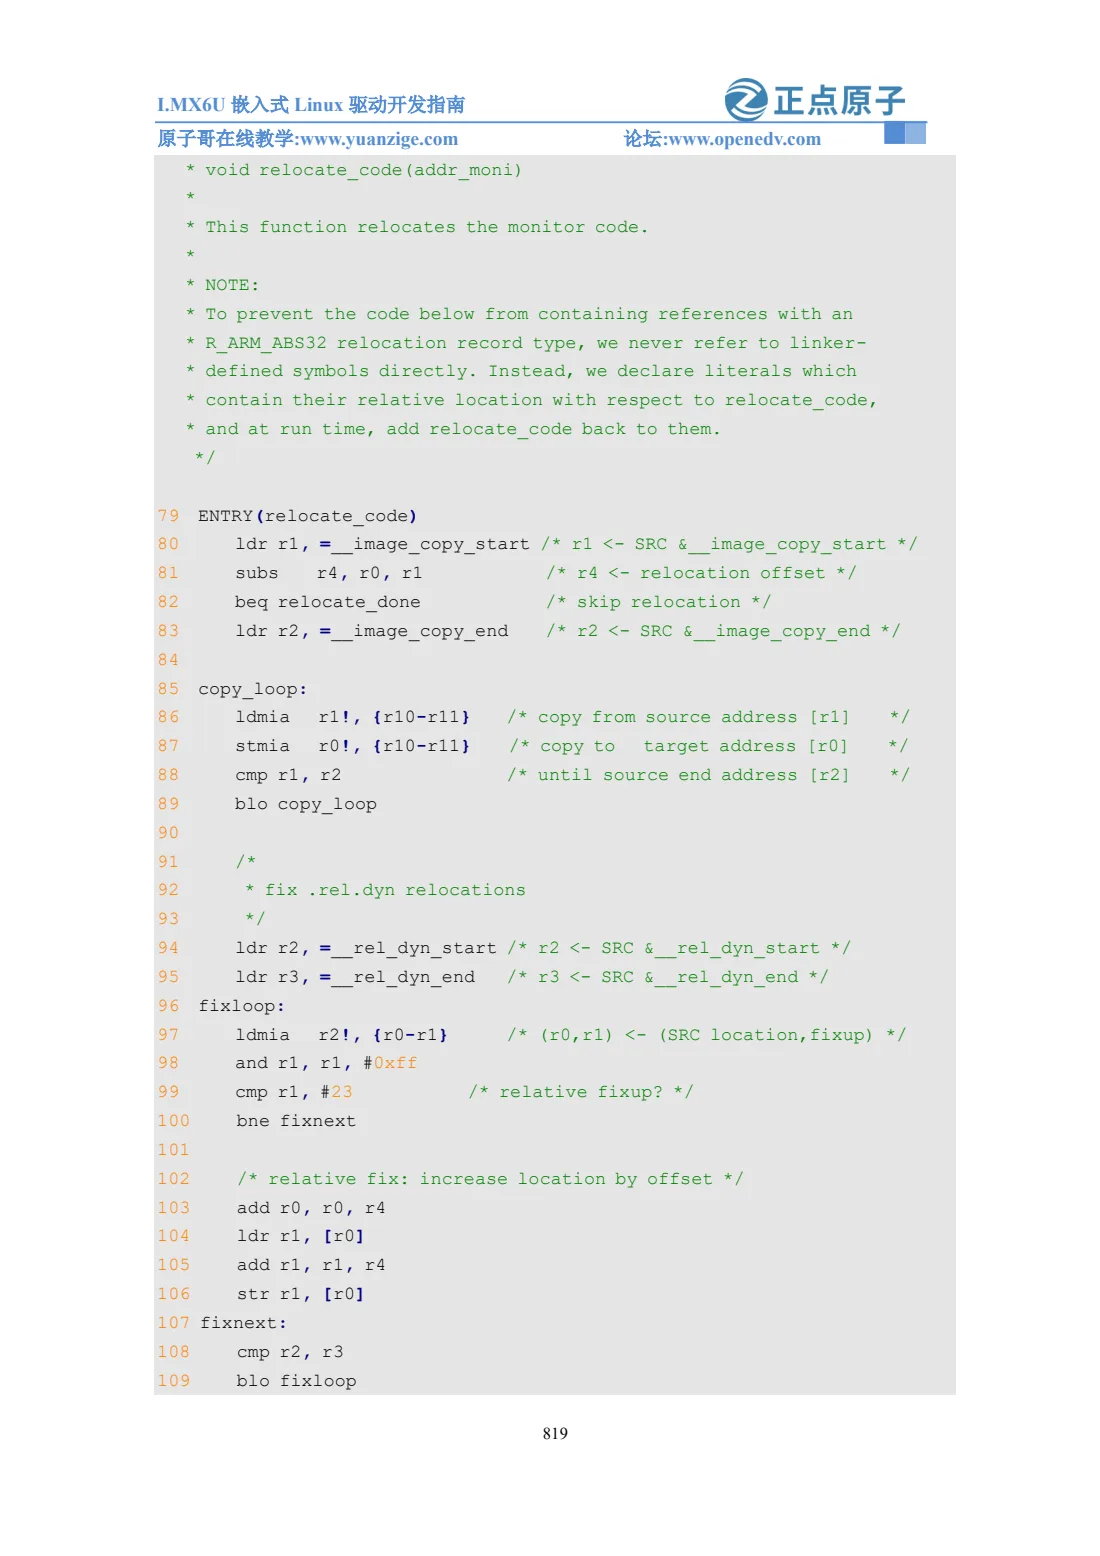 I.MX6U 嵌入式 Linux 驱动开发指南
正点原子
原子哥在线教学:www.yuanzige.com 论坛:www.openedv.com
* void relocate_code(addr_moni)
*
* This function relocates the monitor code.
*
* NOTE:
* To prevent the code below from containing references with an
* R_ARM_ABS32 relocation record type, we never refer to linker-
* defined symbols directly. Instead, we declare literals which
* contain their relative location with respect to relocate_code,
* and at run time, add relocate_code back to them.
*/
79 ENTRY(relocate_code)
80 ldr r1, =__image_copy_start /* r1 <- SRC &__image_copy_start */
81 subs r4, r0, r1 /* r4 <- relocation offset */
82 beq relocate_done /* skip relocation */
83 ldr r2, =__image_copy_end /* r2 <- SRC &__image_copy_end */
84
85 copy_loop:
86 ldmia r1!, {r10-r11} /* copy from source address [r1] */
87 stmia r0!, {r10-r11} /* copy to target address [r0] */
88 cmp r1, r2 /* until source end address [r2] */
89 blo copy_loop
90
91 /*
92 * fix .rel.dyn relocations
93 */
94 ldr r2, =__rel_dyn_start /* r2 <- SRC &__rel_dyn_start */
95 ldr r3, =__rel_dyn_end /* r3 <- SRC &__rel_dyn_end */
96 fixloop:
97 ldmia r2!, {r0-r1} /* (r0,r1) <- (SRC location,fixup) */
98 and r1, r1, #0xff
99 cmp r1, #23 /* relative fixup? */
100 bne fixnext
101
102 /* relative fix: increase location by offset */
103 add r0, r0, r4
104 ldr r1, [r0]
105 add r1, r1, r4
106 str r1, [r0]
107 fixnext:
108 cmp r2, r3
109 blo fixloop
819